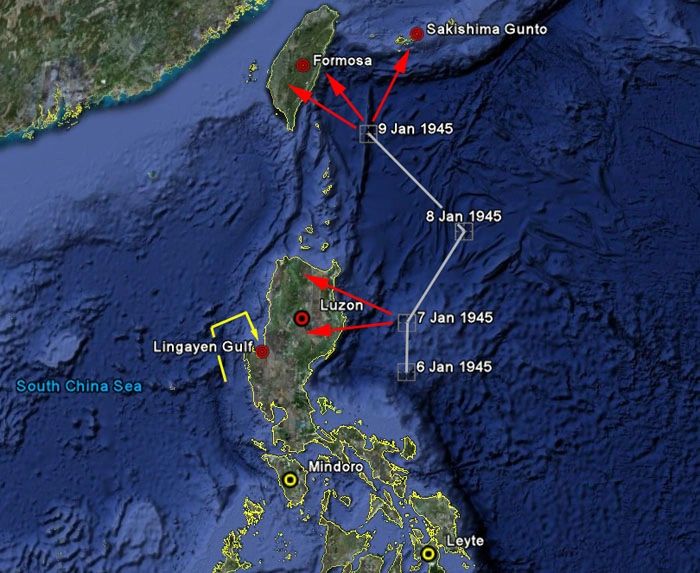 Sakishima Gunto
Formosa
9 Jan 1945
8 Jan 1945
Luzon
7 Jan 1945
Lingayen Gulf
6 Jan 1945
South China Sea
Mindoro
Leyte